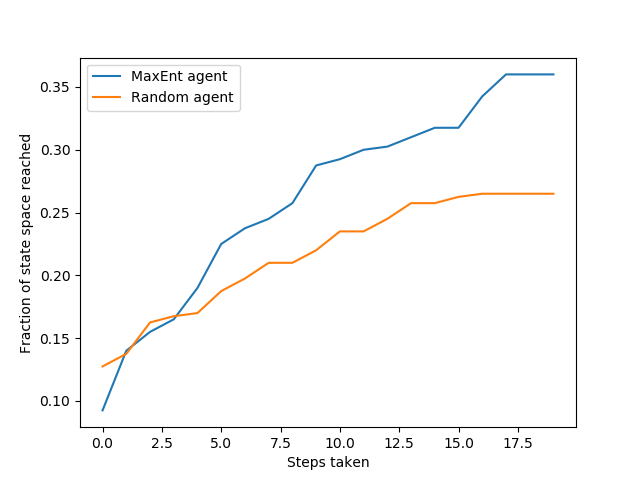 MaxEnt agent
Random agent
0.35
0.30
0.25
0.20
0.15
0.10
Fraction of state space reached
0.0 2.5 5.0 7.5 10.0 12.5 15.0 17.5
Steps taken